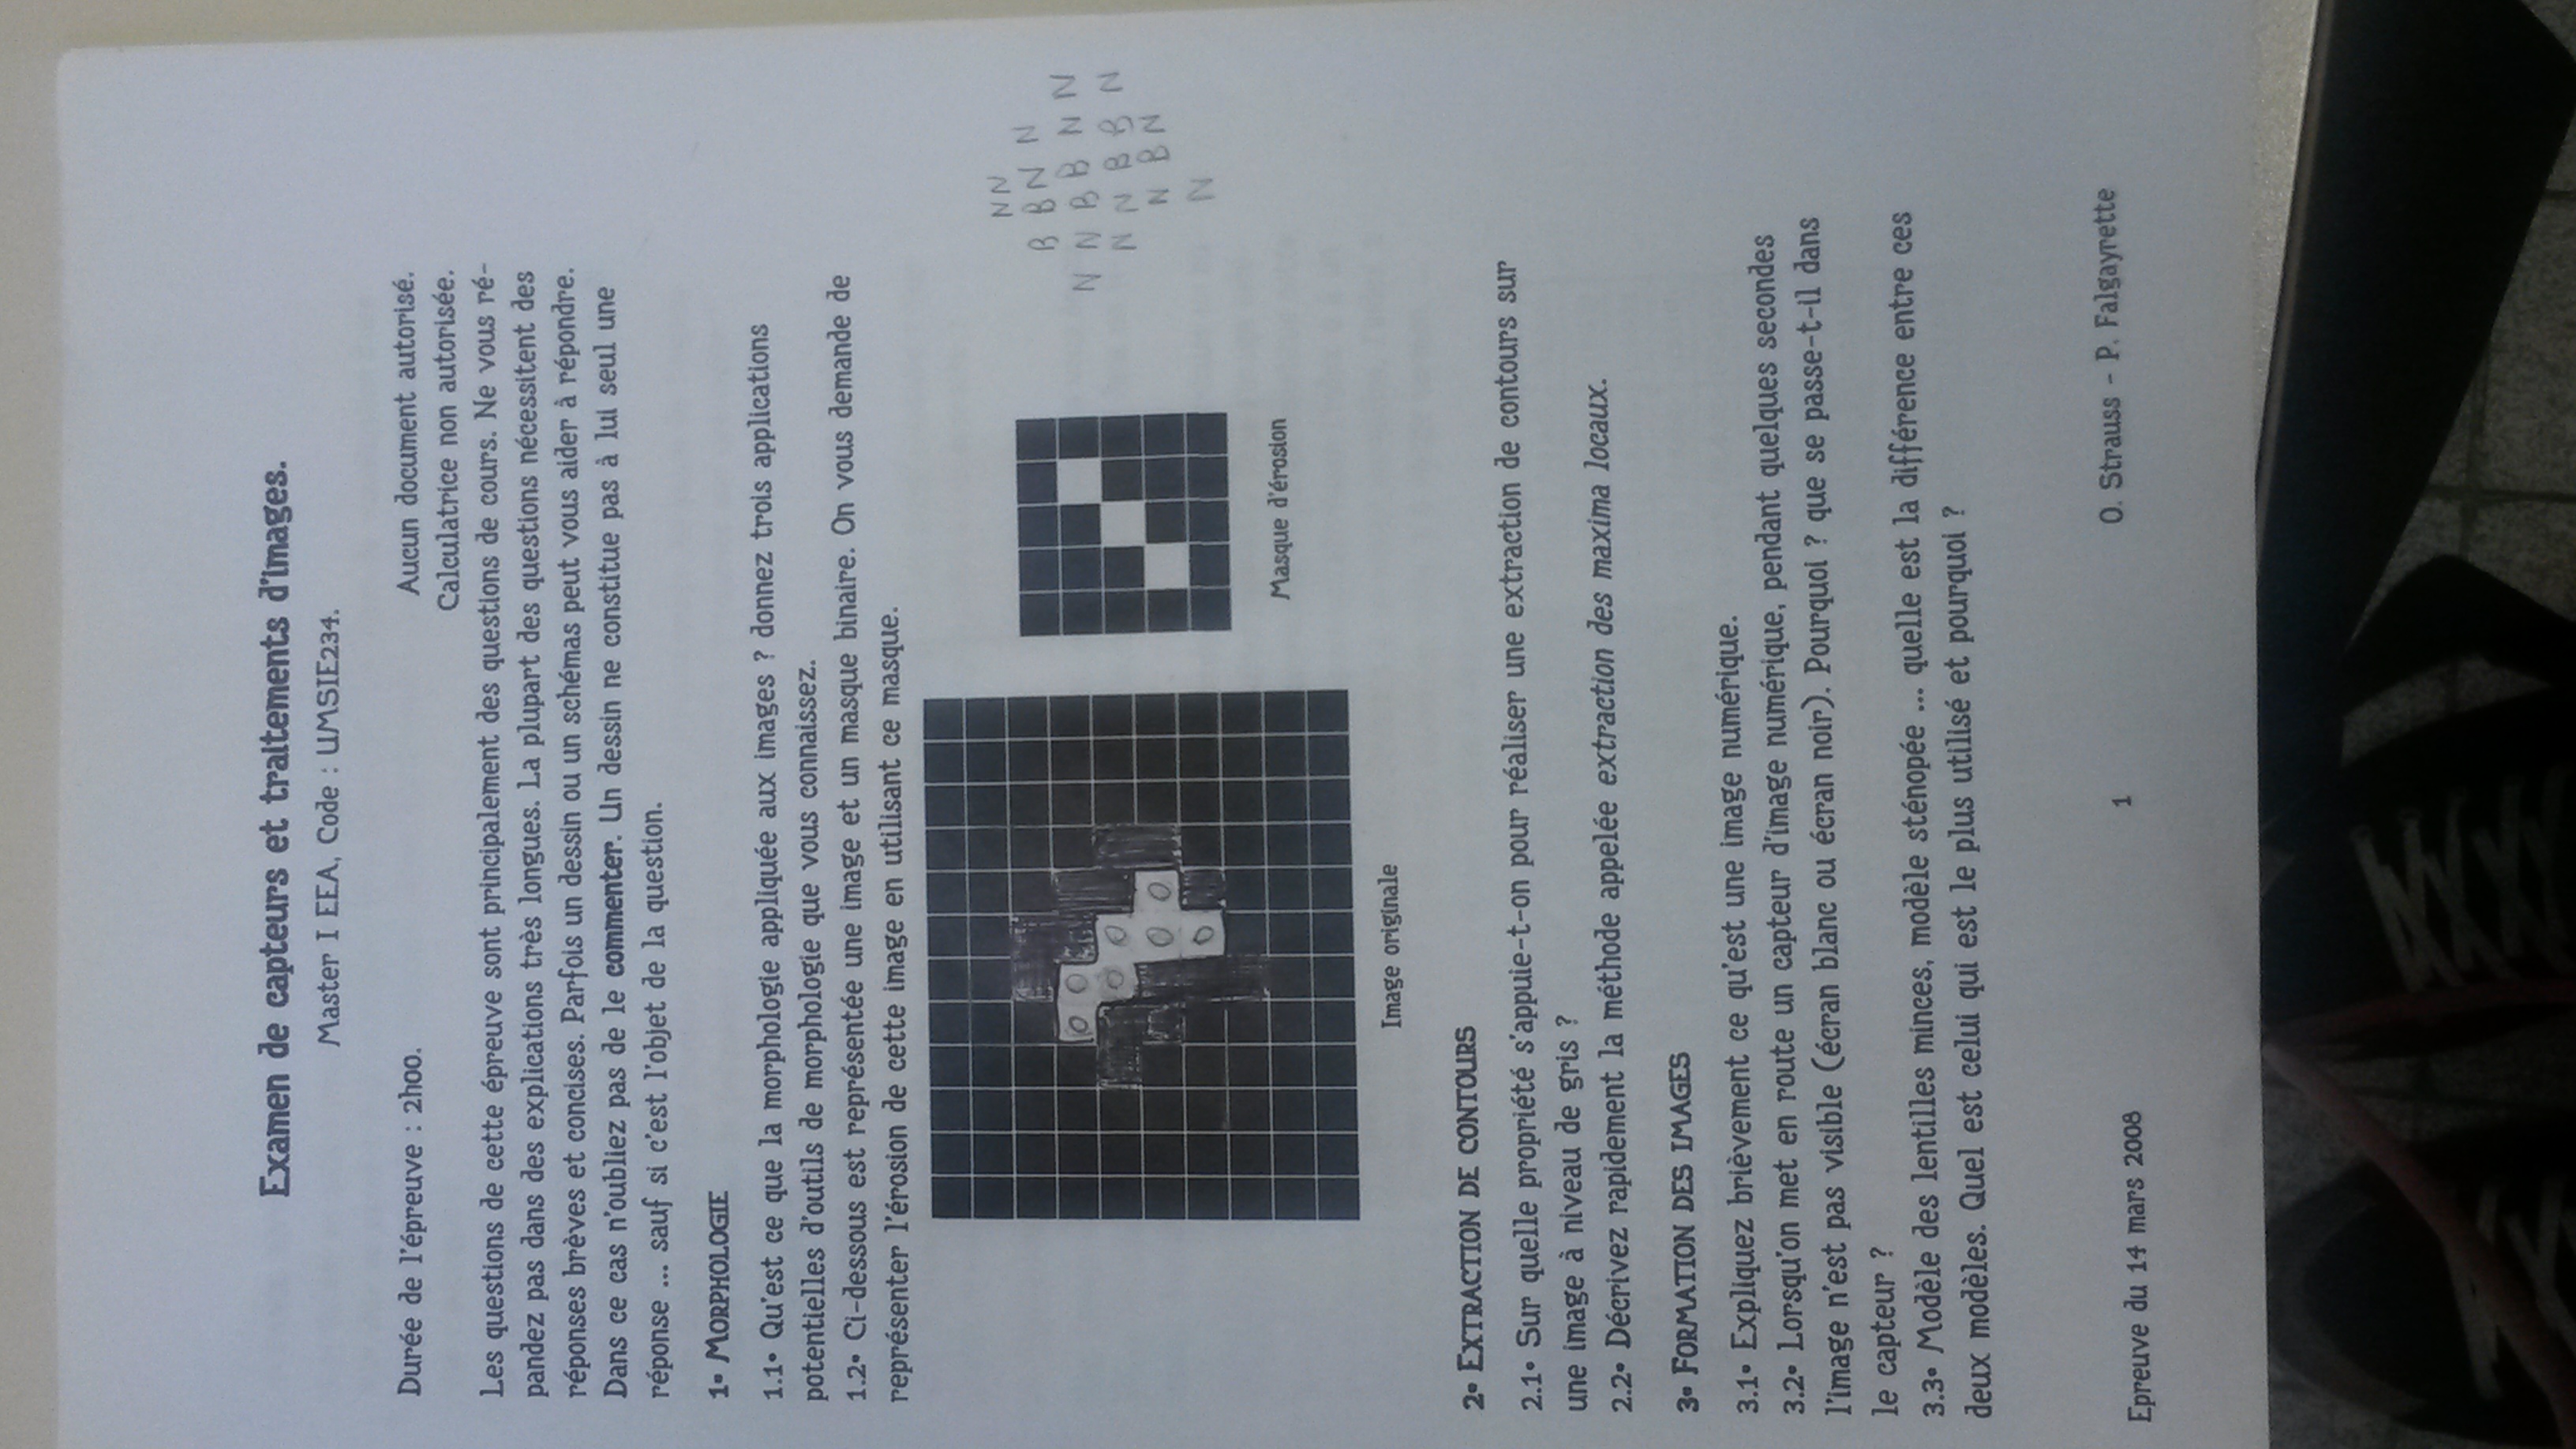 Examen de capteurs et traitements d'images.
Master I EEA, Code : UMSIE234.
Durée de l'épreuve : 2h00.
Aucun document autorisé.
Calculatrice non autorisée.
Les questions de cette épreuve sont principalement des questions de cours. Ne vous ré-
pandez pas dans des explications très longues. La plupart des questions nécessitent des
réponses brèves et concises. Parfois un dessin ou un schémas peut vous aider à répondre.
Dans ce cas n'oubliez pas de le commenter. Un dessin ne constitue pas à lui seul une
réponse ... sauf si c'est l'objet de la question.
1• MORPHOLOGIE
1.1• Qu'est ce que la morphologie appliquée aux images ? donnez trois applications
potentielles d'outils de morphologie que vous connaissez.
1.2• Ci-dessous est représentée une image et un masque binaire. On vous demande de
représenter l'érosion de cette image en utilisant ce masque.
N N
B B N N
N N B B N N
N N B B N
N B N
N
Image originale
Masque d'érosion
2• EXTRACTION DE CONTOURS
2.1• Sur quelle propriété s'appuie-t-on pour réaliser une extraction de contours sur
une image à niveau de gris ?
2.2• Décrivez rapidement la méthode appelée extraction des maxima locaux.
3• FORMATION DES IMAGES
3.1• Expliquez brièvement ce qu'est une image numérique.
3.2• Lorsqu'on met en route un capteur d'image numérique, pendant quelques secondes
l'image n'est pas visible (écran blanc ou écran noir). Pourquoi ? que se passe-t-il dans
le capteur ?
3.3• Modèle des lentilles minces, modèle sténopée ... quelle est la différence entre ces
deux modèles. Quel est celui qui est le plus utilisé et pourquoi ?
Epreuve du 14 mars 2008
1
O. Strauss - P. Falgayrette